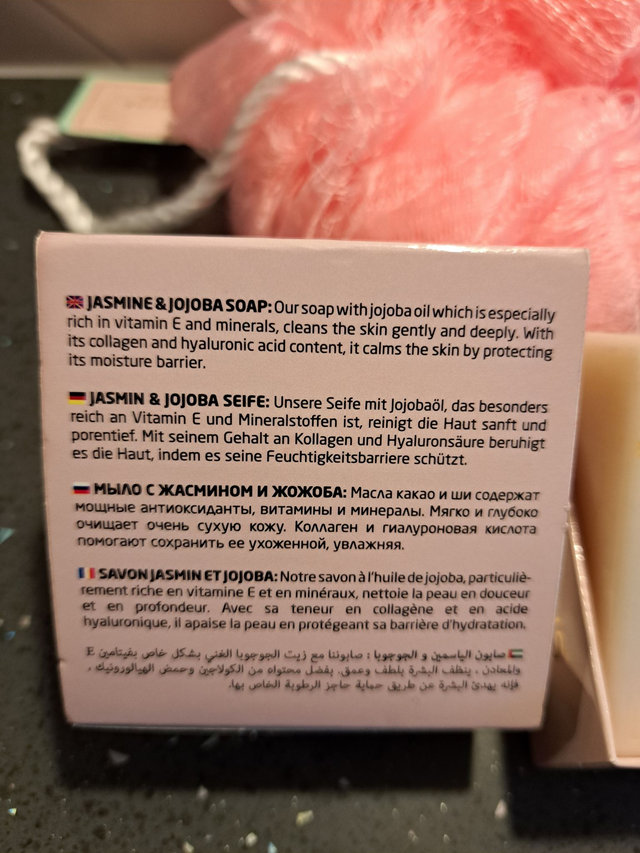 JASMINE & JOJOBA SOAP: Our soap with jojoba oil which is especially
rich in vitamin E and minerals, cleans the skin gently and deeply. With
its collagen and hyaluronic acid content, it calms the skin by protecting
its moisture barrier.
JASMIN & JOJOBA SEIFE: Unsere Seife mit Jojobaöl, das besonders
reich an Vitamin E und Mineralstoffen ist, reinigt die Haut sanft und
porentief. Mit seinem Gehalt an Kollagen und Hyaluronsäure beruhigt
es die Haut, indem es seine Feuchtigkeitsbarriere schützt.
МЫЛО С ЖАСМИНОМ И ЖОЖОБА: Масла какао и ши содержат
мощные антиоксиданты, витамины и минералы. Мягко и глубоко
очищает очень сухую кожу. Коллаген и гиалуроновая кислота
помогают сохранить ее ухоженной, увлажняя.
SAVON JASMIN ET JOJOBA: Notre savon à l'huile de jojoba, particuliè-
rement riche en vitamine E et en minéraux, nettoie la peau en douceur
et en profondeur. Avec sa teneur en collagène et en acide
hyaluronique, il apaise la peau en protégeant sa barrière d'hydratation.
صابون الياسمين و الجوجوبا : صابوننا مع زيت الجوجوبا الغني بشكل خاص بفيتامين E
والمعادن ، ينظف البشرة بلطف وعمق. بفضل محتواه من الكولاجين وحمض الهيالورونيك ،
فإنه يهدئ البشرة عن طريق حماية حاجز الرطوبة الخاص بها.